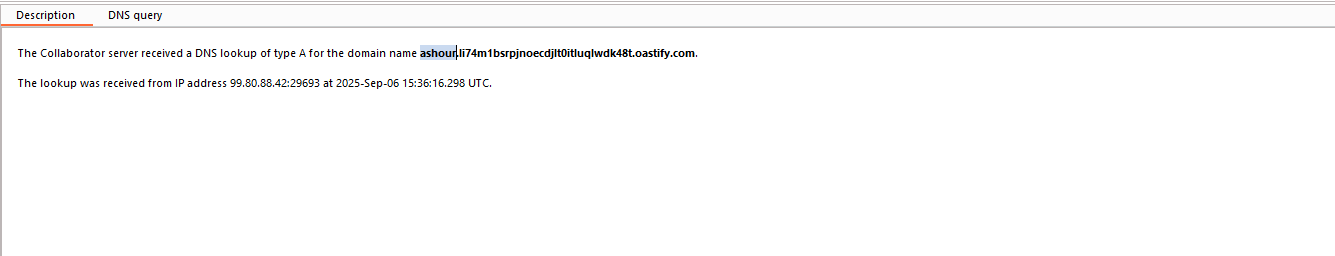 Description DNS query
The Collaborator server received a DNS lookup of type A for the domain name ashour.li74m1bsrpjnoecdjlt0itluqlwdk48t.oastify.com.
The lookup was received from IP address 99.80.88.42:29693 at 2025-Sep-06 15:36:16.298 UTC.